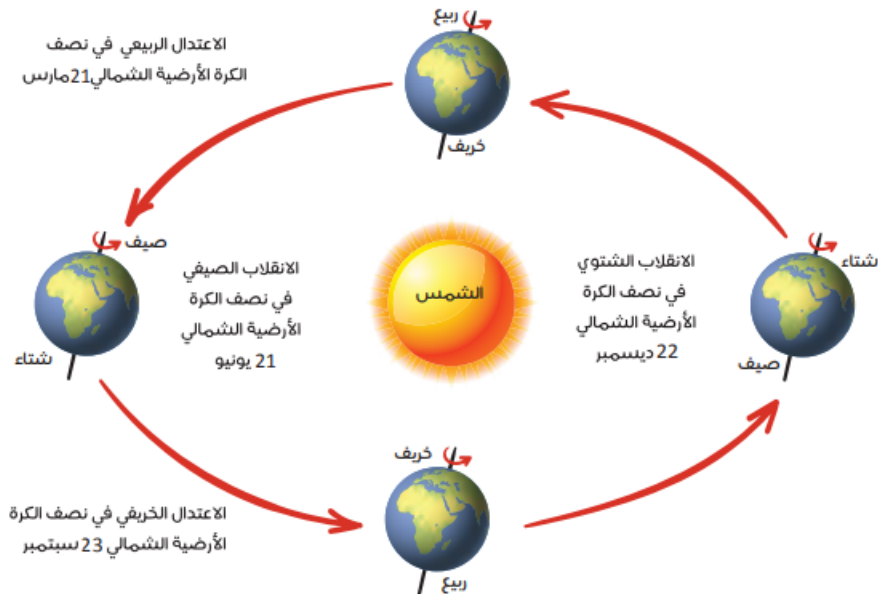 ربيع
الاعتدال الربيعي في نصف
الكرة الأرضية الشمالي21مارس
خريف
شتاء
صيف
الانقلاب الشتوي
في نصف الكرة
الأرضية الشمالي
22 ديسمبر
الشمس
الانقلاب الصيفي
في نصف الكرة
الأرضية الشمالي
21 يونيو
صيف
شتاء
خريف
ربيع
الاعتدال الخريفي في نصف الكرة
الأرضية الشمالي 23 سبتمبر